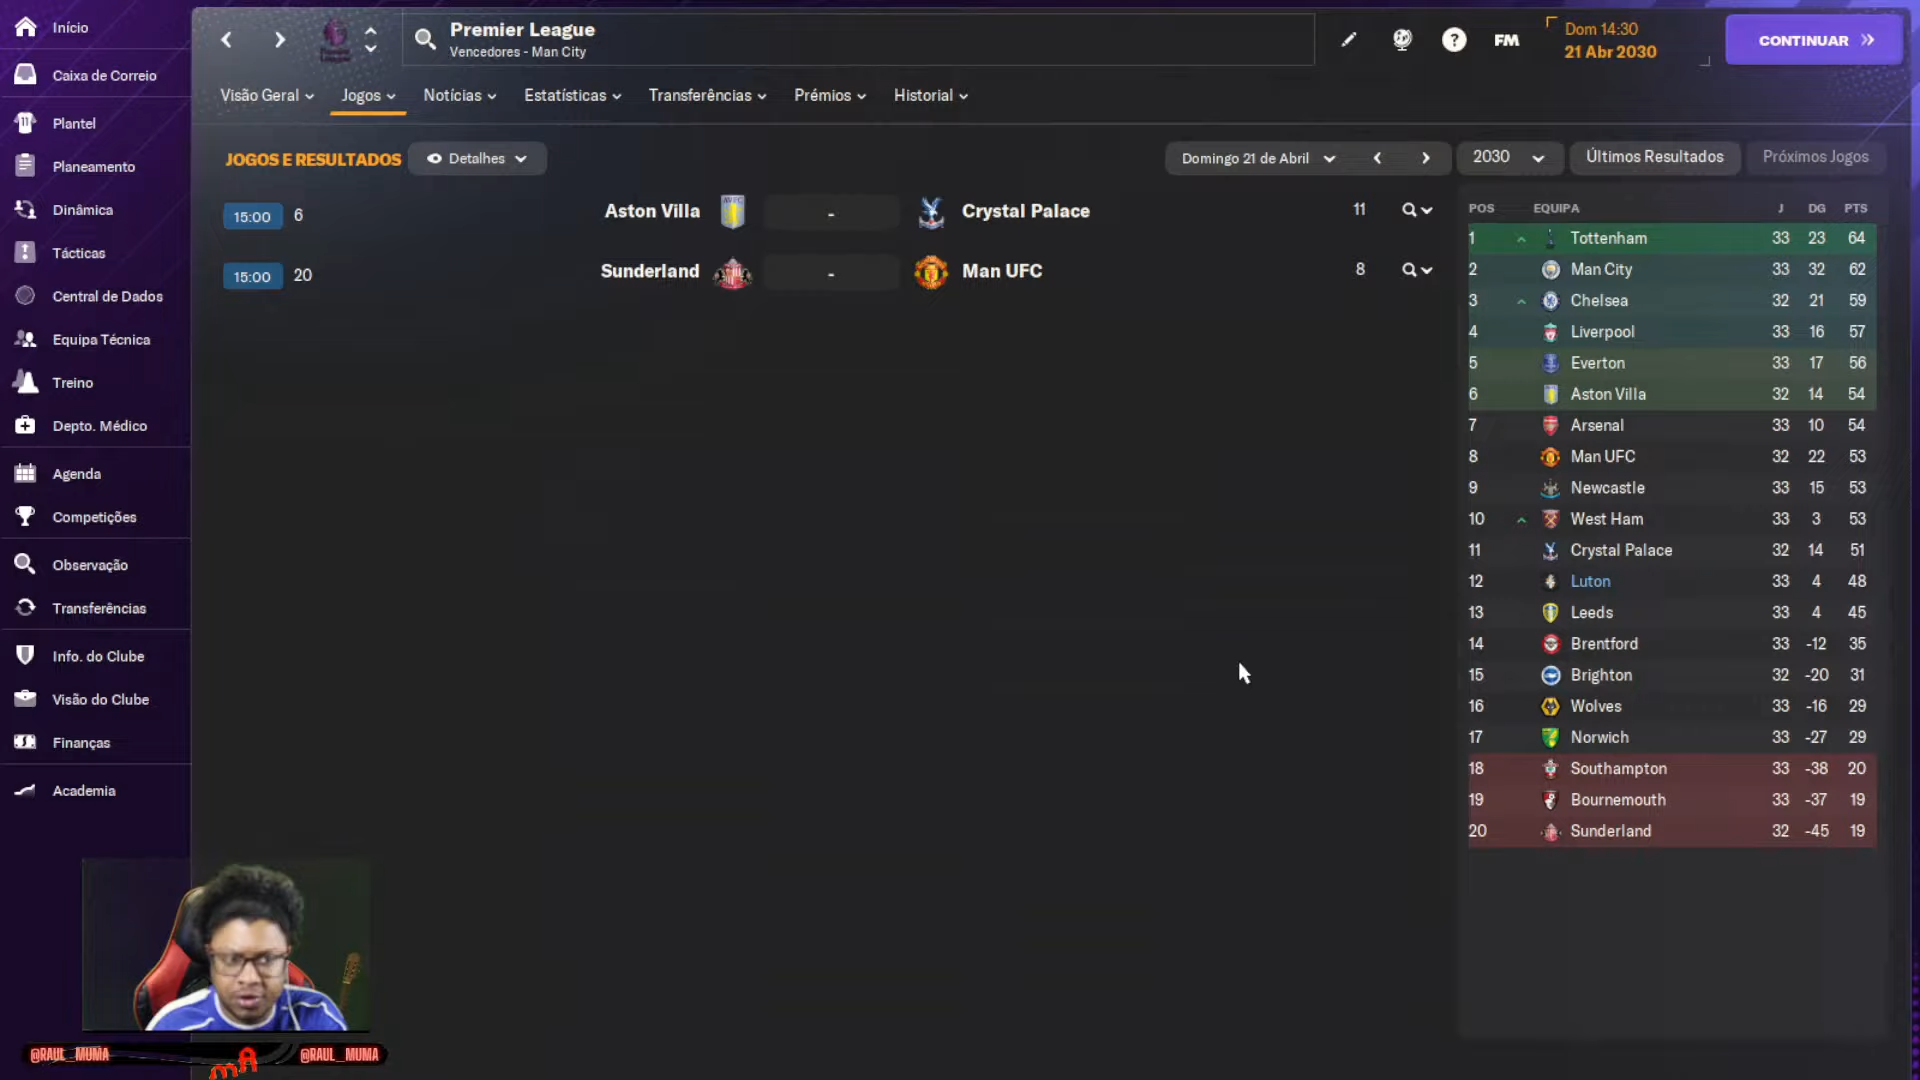 Início
Caixa de Correio
Plantel
Planeamento
Dinâmica
Tácticas
Central de Dados
Equipa Técnica
Treino
Depto. Médico
Agenda
Competições
Observação
Transferências
Info. do Clube
Visão do Clube
Finanças
Academia
Premier League
Vencedores - Man City
FM
Dom 14:30
21 Abr 2030
CONTINUAR
Visão Geral
Jogos
Notícias
Estatísticas
Transferências
Prémios
Historial
JOGOS E RESULTADOS
Detalhes
Domingo 21 de Abril
2030
Últimos Resultados
Próximos Jogos
15:00 6 Aston Villa - Crystal Palace 11
15:00 20 Sunderland - Man UFC 8
POS EQUIPA J DG PTS
1 Tottenham 33 23 64
2 Man City 33 32 62
3 Chelsea 32 21 59
4 Liverpool 33 16 57
5 Everton 33 17 56
6 Aston Villa 32 14 54
7 Arsenal 33 10 54
8 Man UFC 32 22 53
9 Newcastle 33 15 53
10 West Ham 33 3 53
11 Crystal Palace 32 14 51
12 Luton 33 4 48
13 Leeds 33 4 45
14 Brentford 33 -12 35
15 Brighton 32 -20 31
16 Wolves 33 -16 29
17 Norwich 33 -27 29
18 Southampton 33 -38 20
19 Bournemouth 33 -37 19
20 Sunderland 32 -45 19
@RAUL_MUMA
@RAUL_MUMA